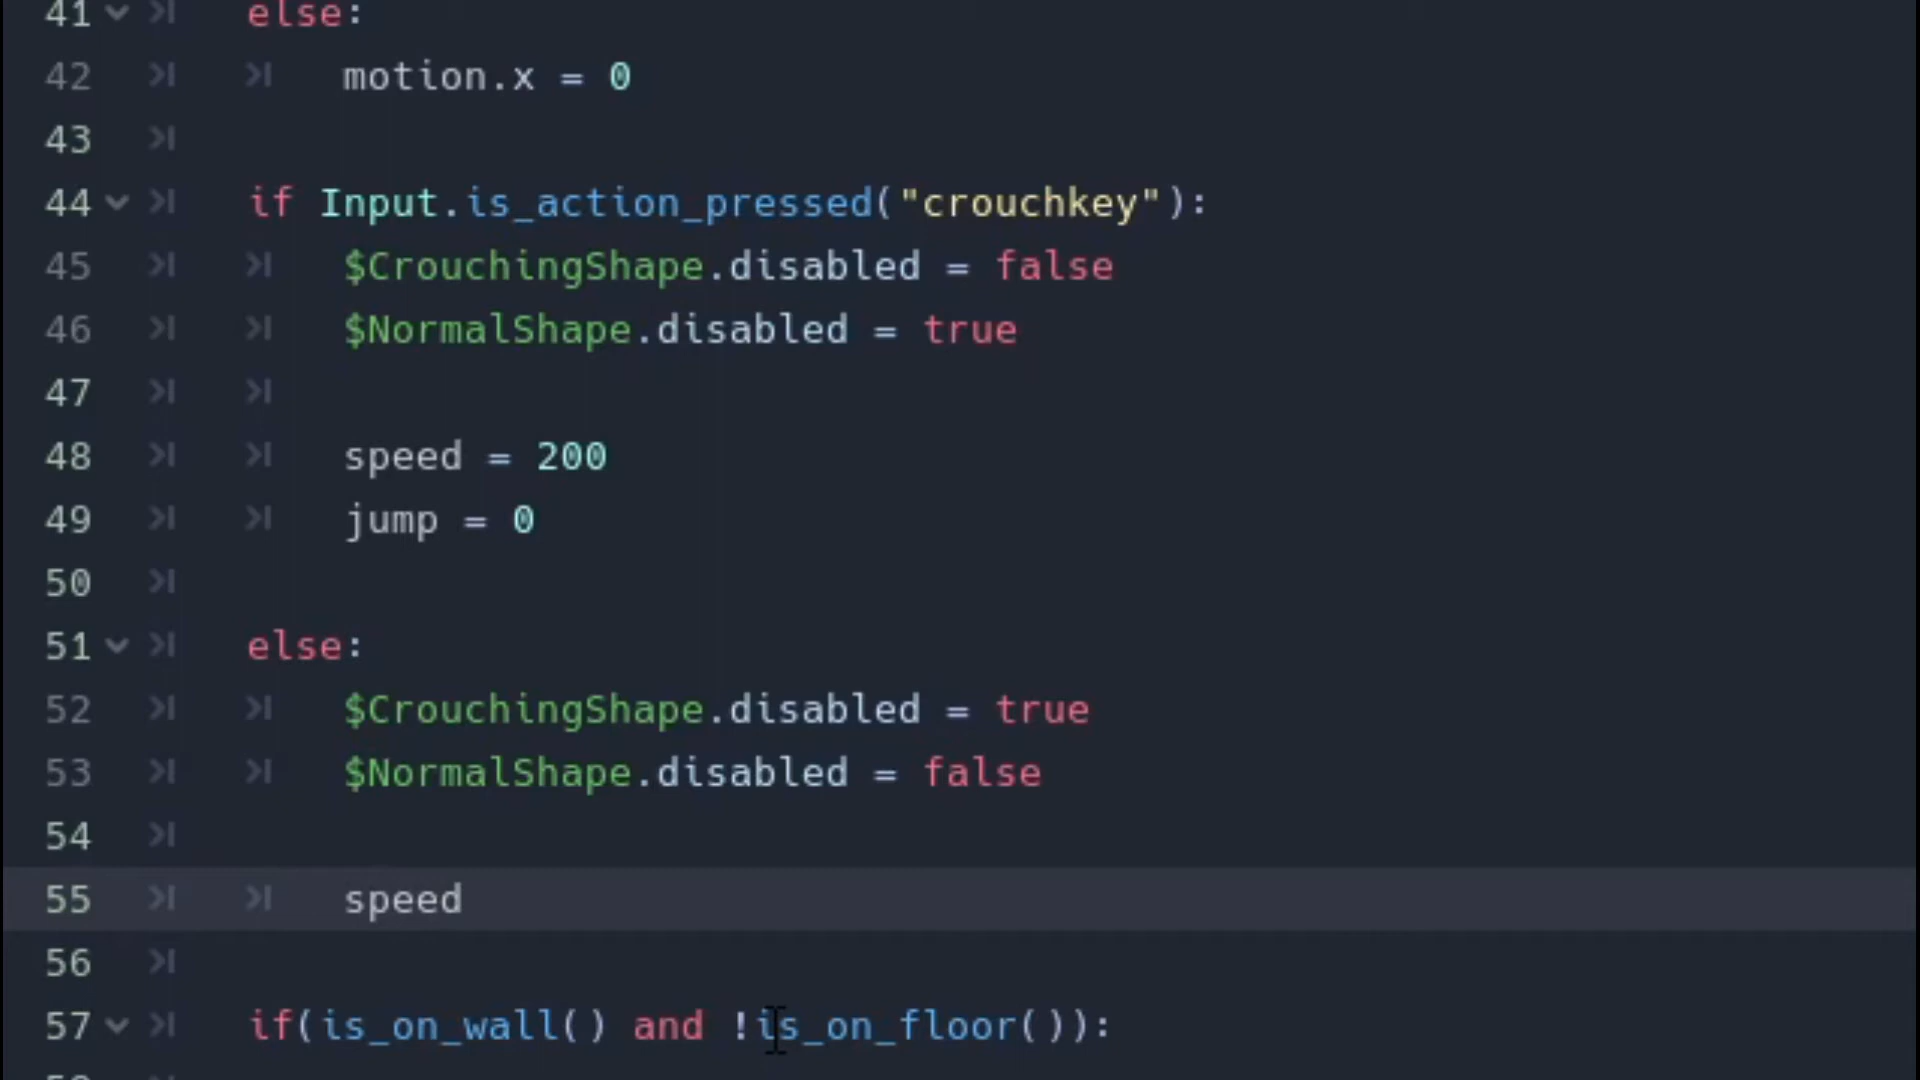 41 else:
42 motion.x = 0
43
44 if Input.is_action_pressed("crouchkey"):
45 $CrouchingShape.disabled = false
46 $NormalShape.disabled = true
47
48 speed = 200
49 jump = 0
50
51 else:
52 $CrouchingShape.disabled = true
53 $NormalShape.disabled = false
54
55 speed
56
57 if(is_on_wall() and !is_on_floor()):